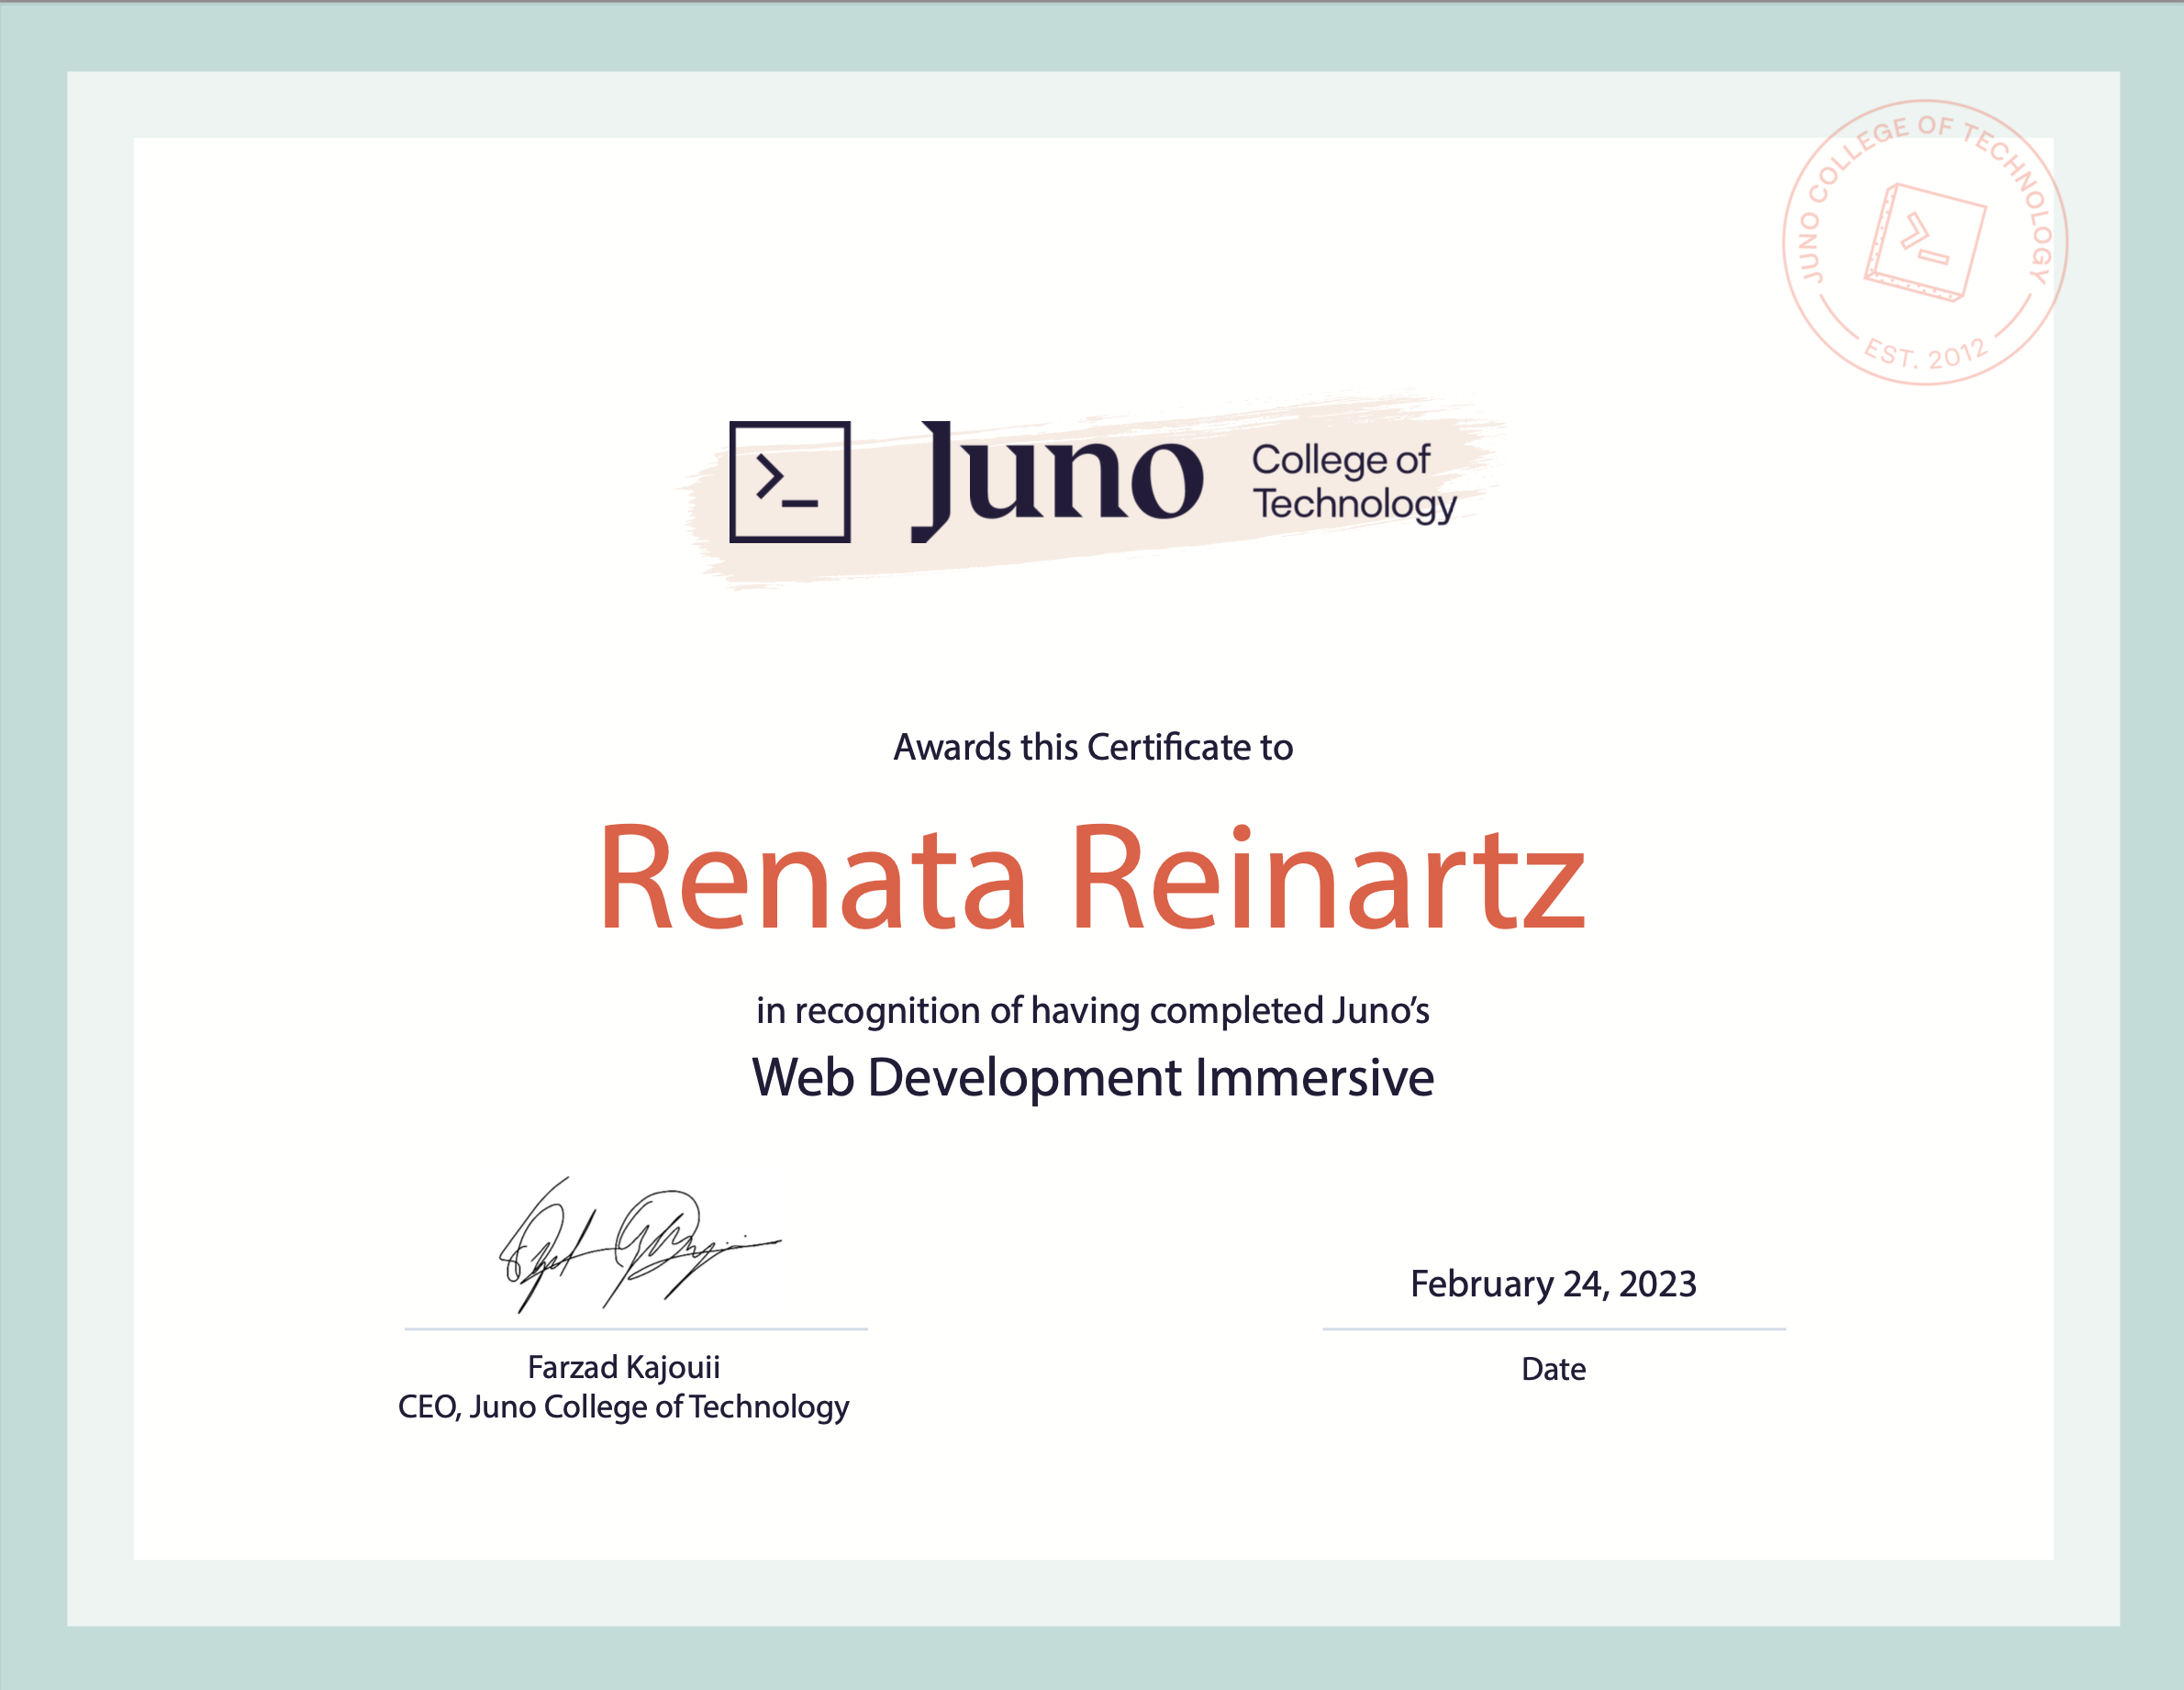 JUNO COLLEGE OF TECHNOLOGY
EST. 2012
>_ Juno College of
Technology
Awards this Certificate to
Renata Reinartz
in recognition of having completed Juno’s
Web Development Immersive
February 24, 2023
Farzad Kajouii
CEO, Juno College of Technology
Date